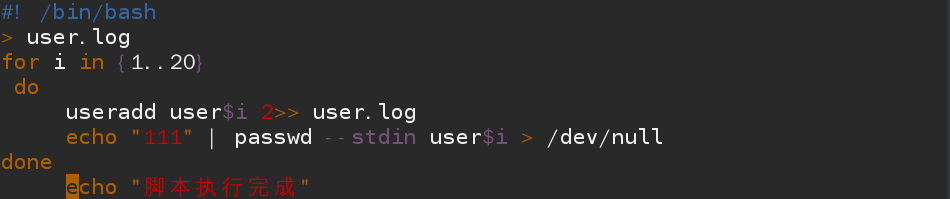 #! /bin/bash
> user.log
for i in {1..20}
do
useradd user$i 2>> user.log
echo "111" | passwd --stdin user$i > /dev/null
done
echo "脚本执行完成"